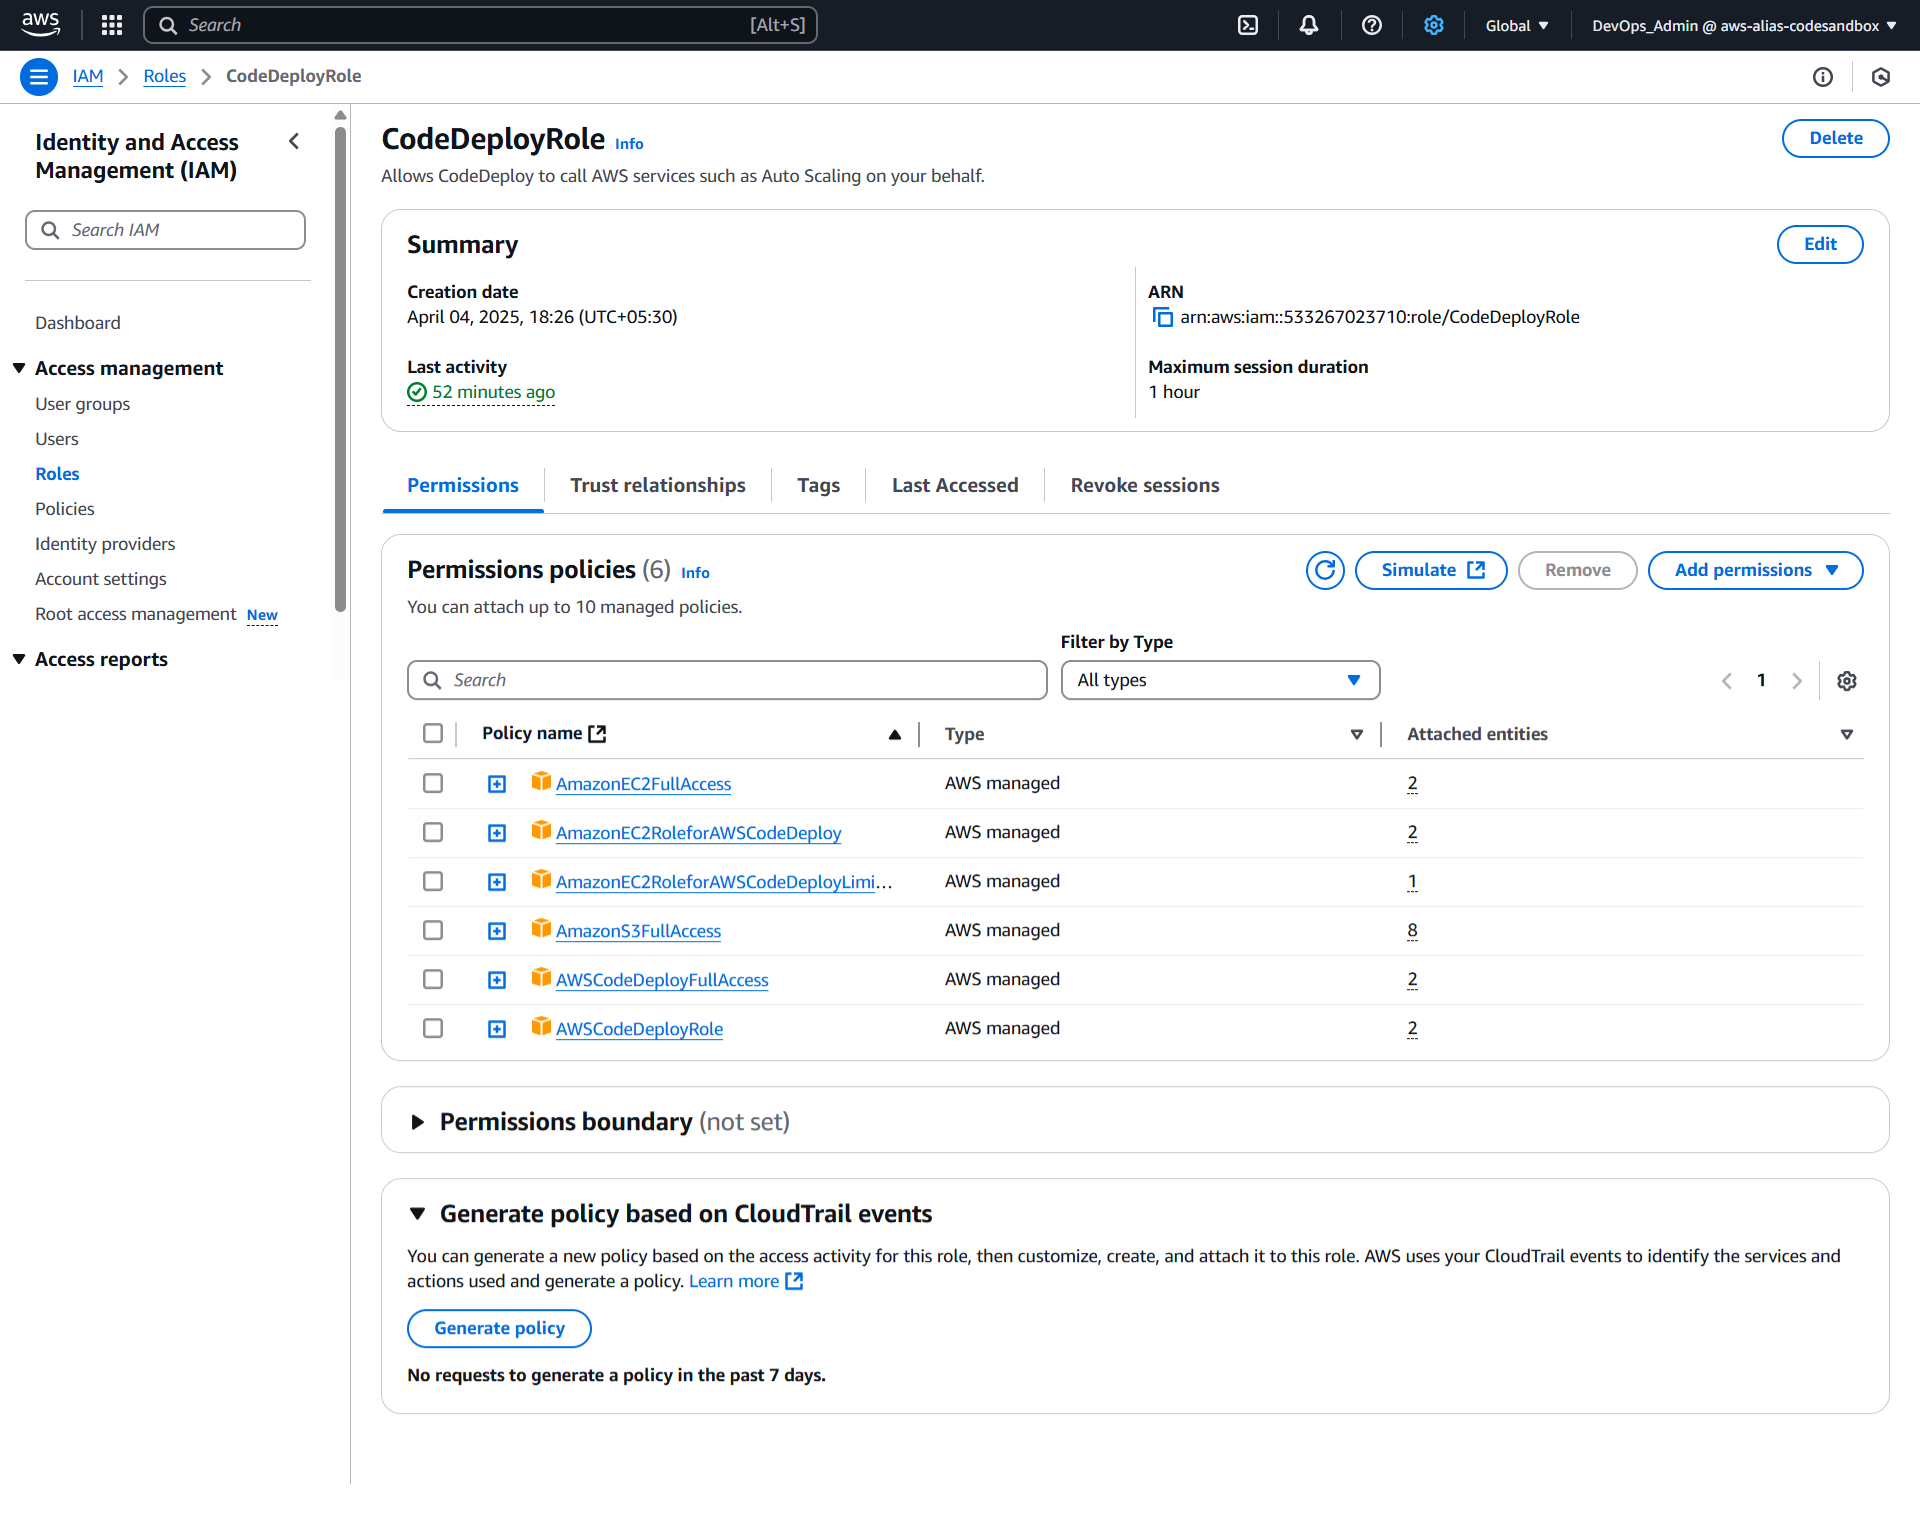 aws
Search [Alt+S]
Global
DevOps_Admin @ aws-alias-codesandbox
IAM > Roles > CodeDeployRole
Identity and Access
Management (IAM)
Search IAM
Dashboard
Access management
User groups
Users
Roles
Policies
Identity providers
Account settings
Root access management New
Access reports
CodeDeployRole Info
Delete
Allows CodeDeploy to call AWS services such as Auto Scaling on your behalf.
Summary
Edit
Creation date
April 04, 2025, 18:26 (UTC+05:30)
ARN
arn:aws:iam::533267023710:role/CodeDeployRole
Last activity
52 minutes ago
Maximum session duration
1 hour
Permissions Trust relationships Tags Last Accessed Revoke sessions
Permissions policies (6) Info
Simulate Remove Add permissions
You can attach up to 10 managed policies.
Filter by Type
Search All types 1
Policy name Type Attached entities
AmazonEC2FullAccess AWS managed 2
AmazonEC2RoleforAWSCodeDeploy AWS managed 2
AmazonEC2RoleforAWSCodeDeployLimi... AWS managed 1
AmazonS3FullAccess AWS managed 8
AWSCodeDeployFullAccess AWS managed 2
AWSCodeDeployRole AWS managed 2
Permissions boundary (not set)
Generate policy based on CloudTrail events
You can generate a new policy based on the access activity for this role, then customize, create, and attach it to this role. AWS uses your CloudTrail events to identify the services and
actions used and generate a policy. Learn more
Generate policy
No requests to generate a policy in the past 7 days.